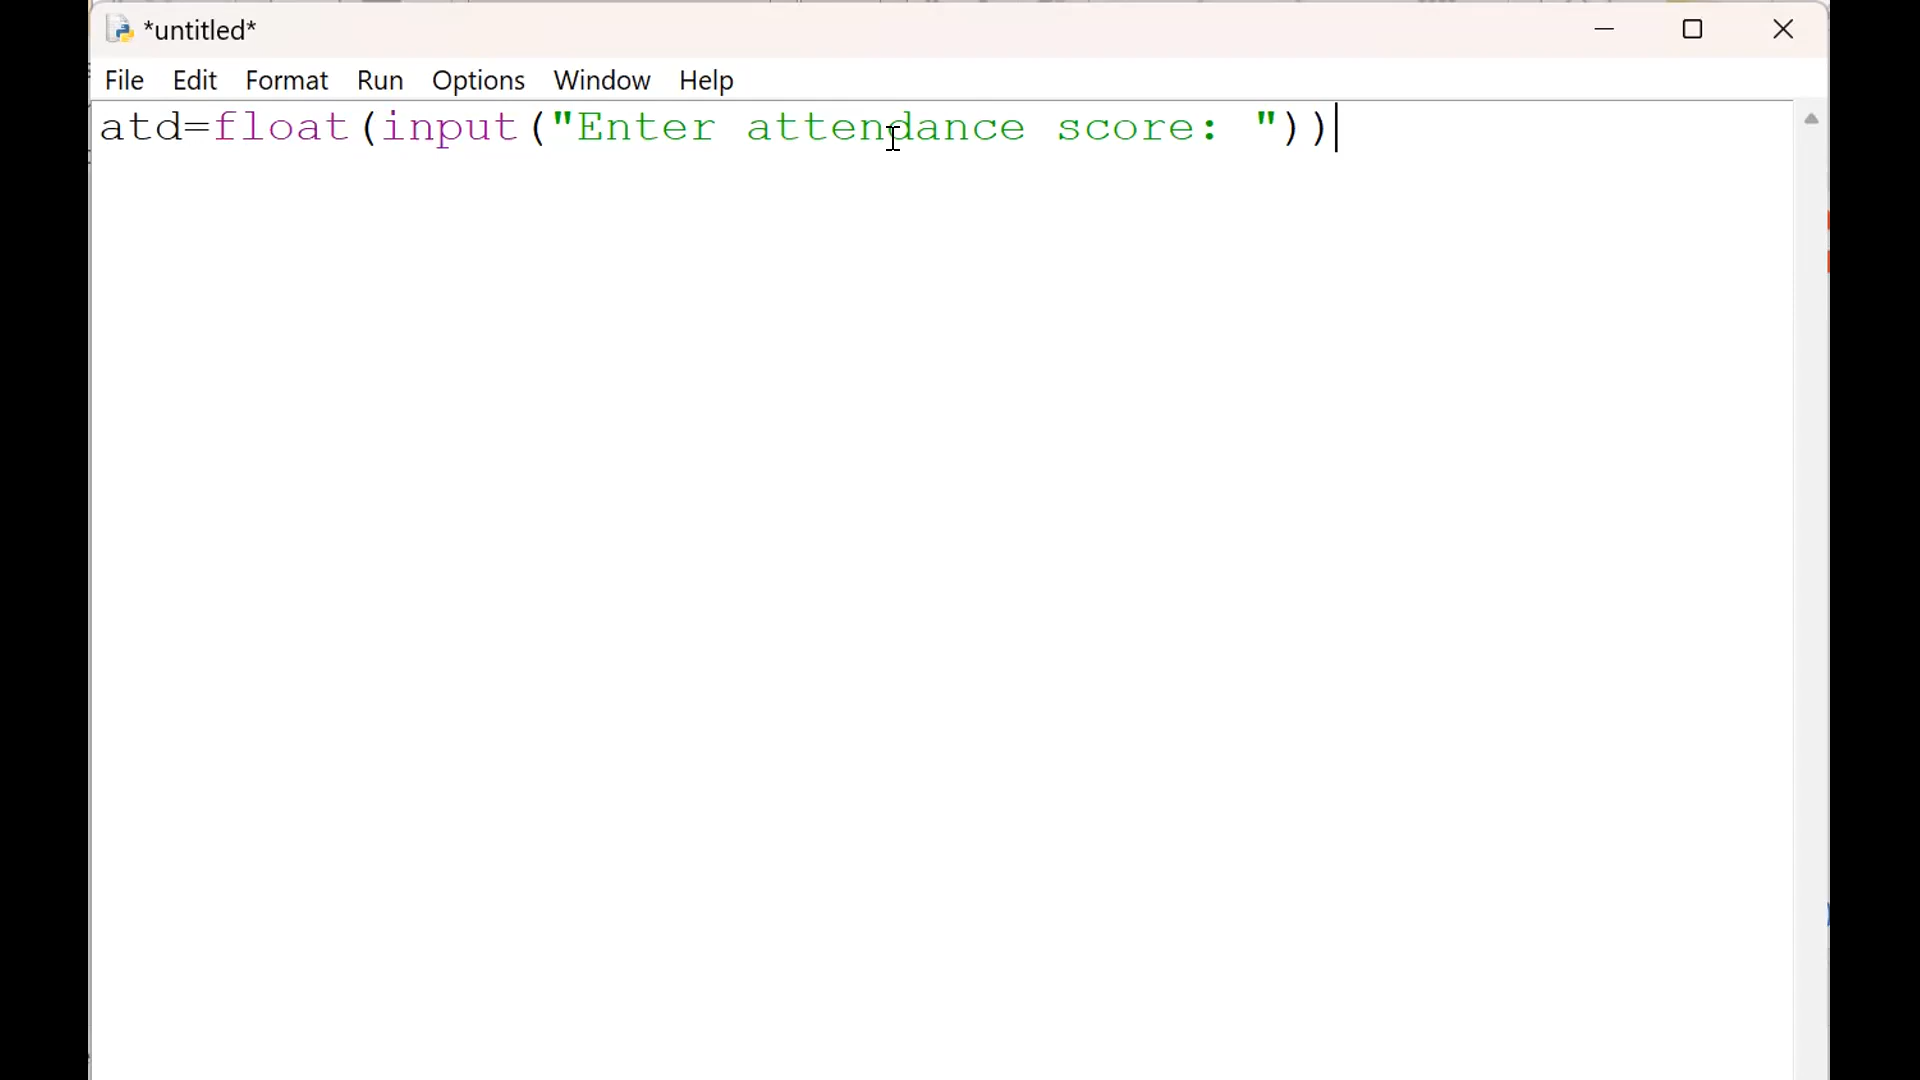 *untitled*
File Edit Format Run Options Window Help
atd=float(input("Enter attendance score: "))